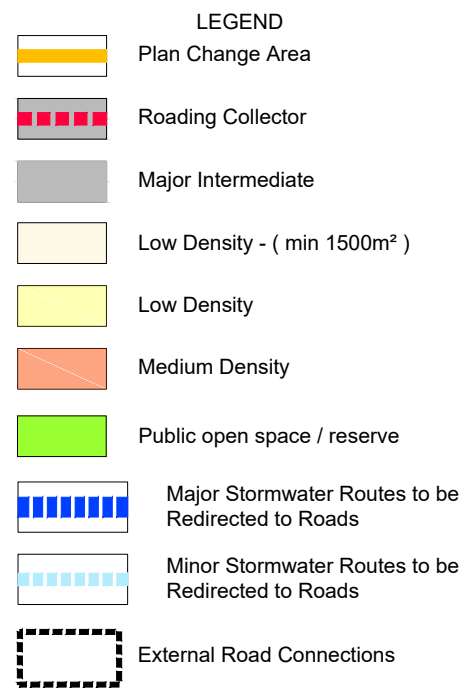 LEGEND
Plan Change Area
Roading Collector
Major Intermediate
Low Density - ( min 1500m² )
Low Density
Medium Density
Public open space / reserve
Major Stormwater Routes to be
Redirected to Roads
Minor Stormwater Routes to be
Redirected to Roads
External Road Connections